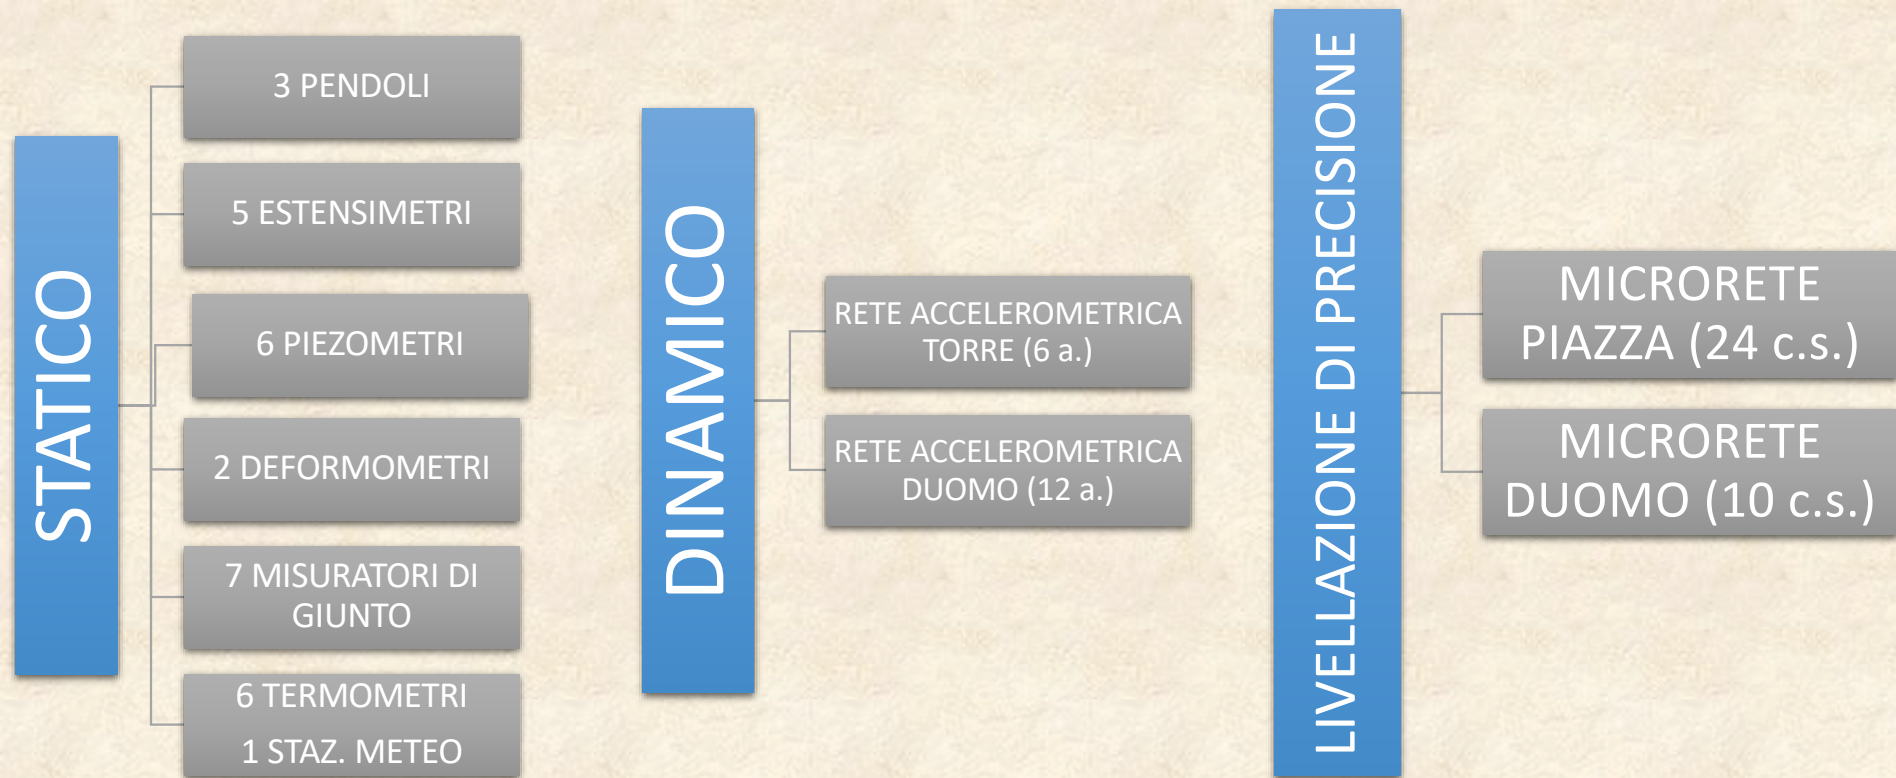 STATICO
3 PENDOLI
5 ESTENSIMETRI
6 PIEZOMETRI
2 DEFORMOMETRI
7 MISURATORI DI
GIUNTO
6 TERMOMETRI
1 STAZ. METEO
DINAMICO
RETE ACCELEROMETRICA
TORRE (6 a.)
RETE ACCELEROMETRICA
DUOMO (12 a.)
LIVELLAZIONE DI PRECISIONE
MICRORETE
PIAZZA (24 c.s.)
MICRORETE
DUOMO (10 c.s.)